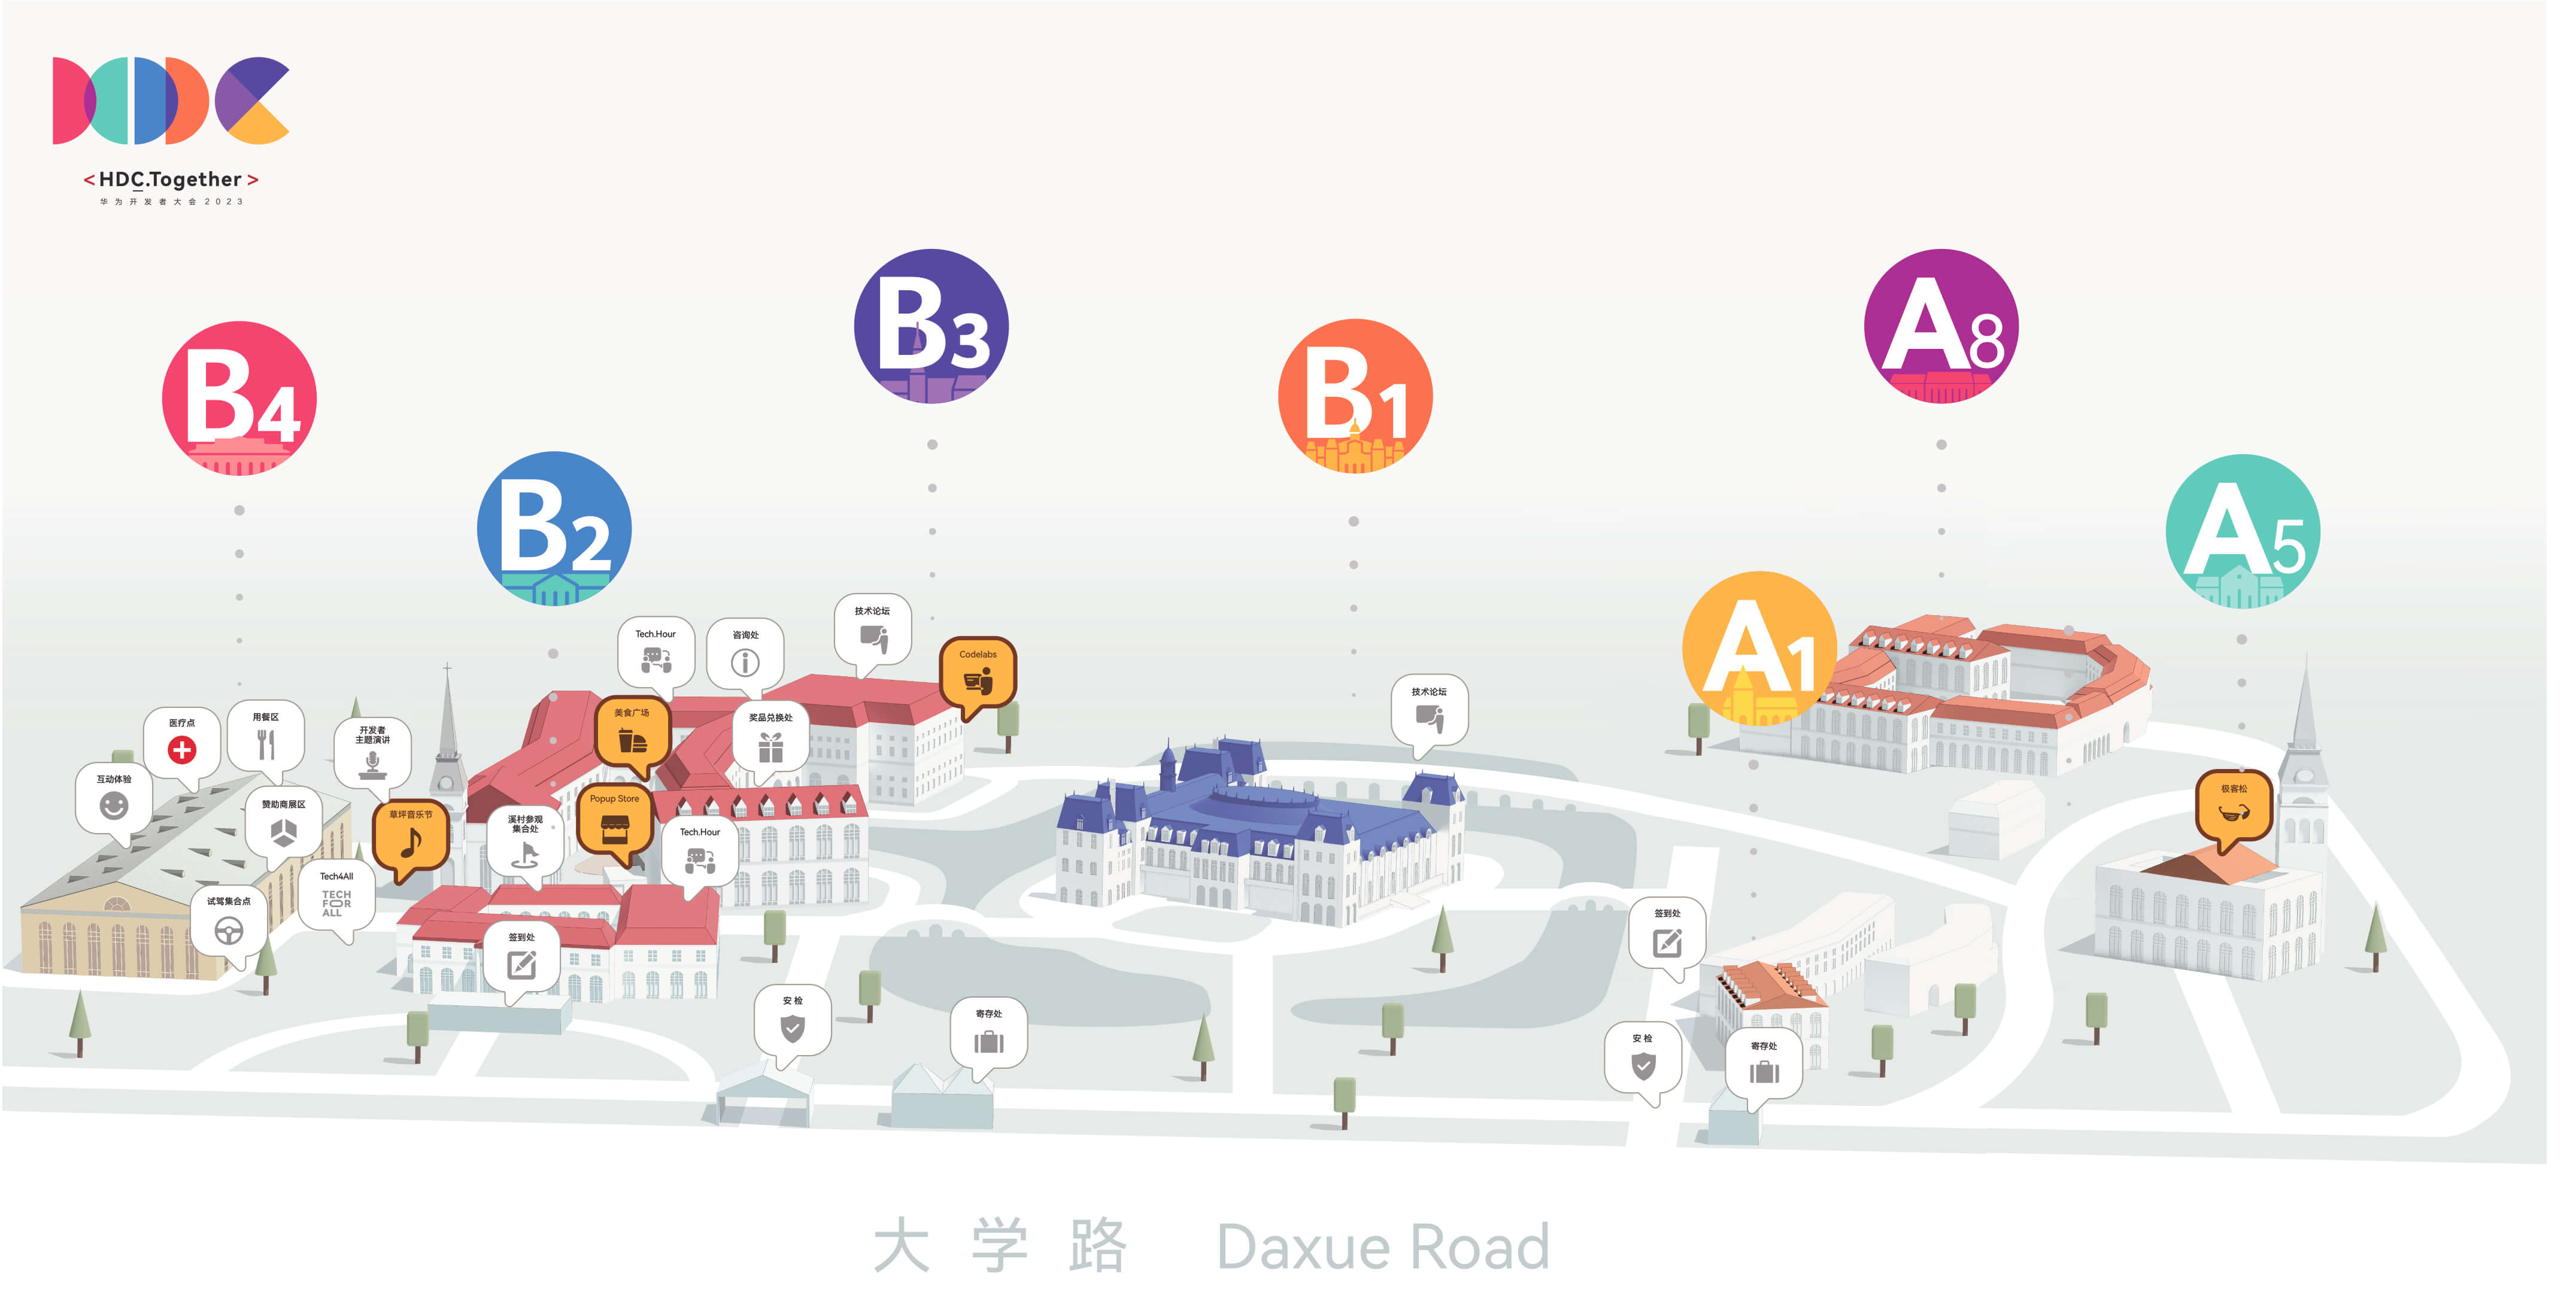 <HDC.Together>
华为开发者大会2023
B3
A8
B1
B4
B2
A5
A1
技术论坛
Tech.Hour
咨询处
Codelabs
技术论坛
医疗点
用餐区
美食广场
奖品兑换处
开发者
主题演讲
互动体验
极客松
Popup Store
赞助商展区
草坪音乐节
溪村参观
集合处
Tech.Hour
Tech4All
TECH
FOR
ALL
试驾集合点
签到处
签到处
安检
寄存处
安检
寄存处
大学路 Daxue Road